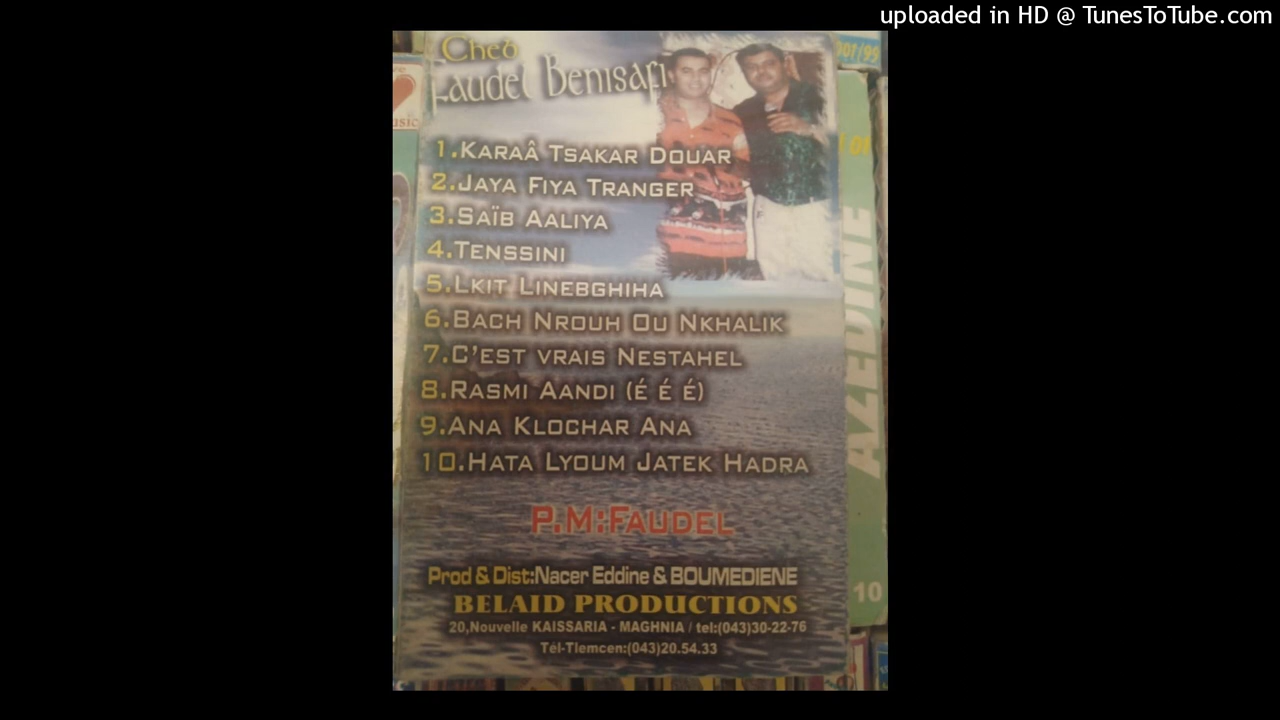 uploaded in HD @ TunesToTube.com
Cheb
Faudel Benisafi
1.Karaâ Tsakar Douar
2.Jaya Fiya Tranger
3.Saïb Aaliya
4.Tenssini
5.Lkit Linebghiha
6.Bach Nrouh Ou Nkhalik
7.C'est vrais Nestahel
8.Rasmi Aandi (É É É)
9.Ana Klochar Ana
10.Hata Lyoum Jatek Hadra
P.M:Faudel
Prod & Dist:Nacer Eddine & BOUMEDIENE
BELAID PRODUCTIONS
20,Nouvelle KAISSARIA - MAGHNIA / tel:(043)30-22-76
Tél-Tlemcen:(043)20.54.33
AZEDINE
10